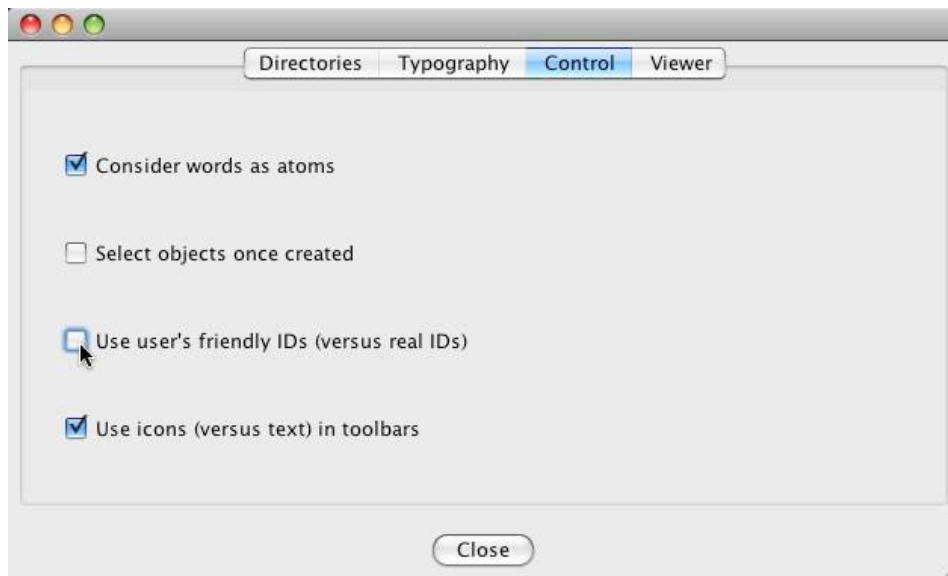 Directories Typography Control Viewer
Consider words as atoms
Select objects once created
Use user's friendly IDs (versus real IDs)
Use icons (versus text) in toolbars
Close